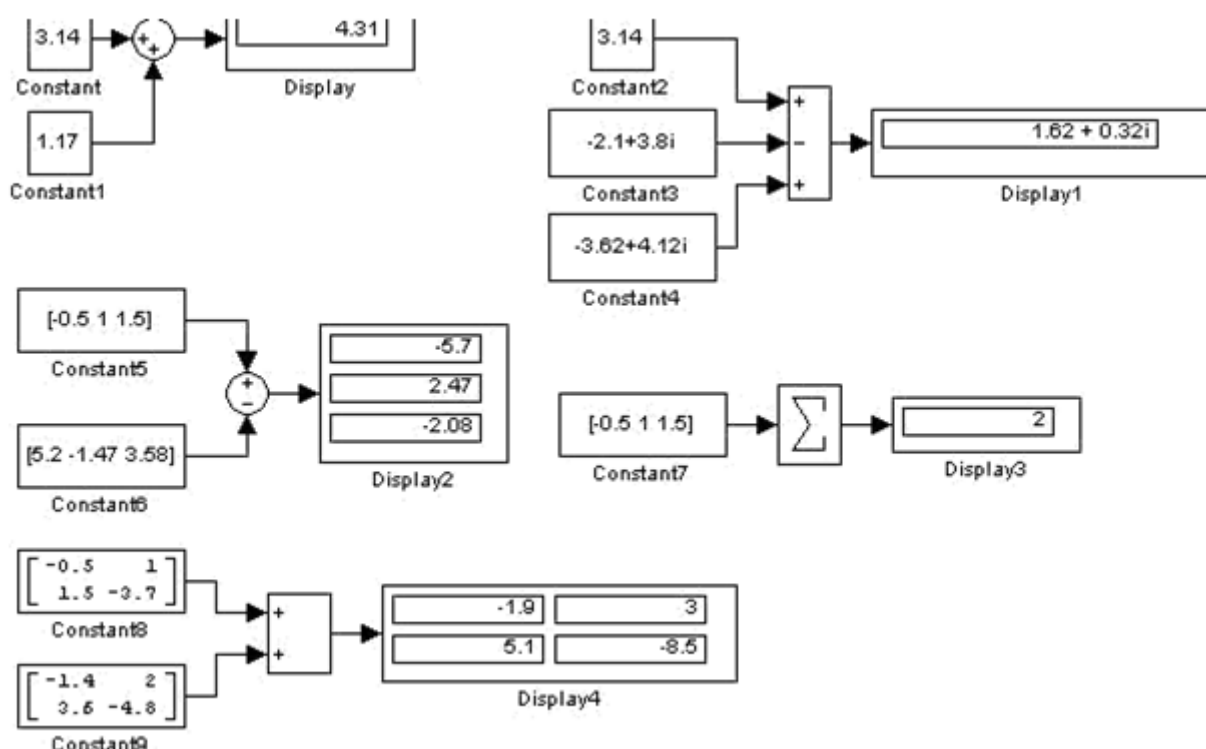 3.14
+
+
4.31
Constant
Display
1.17
Constant1
3.14
Constant2
-2.1+3.8i
Constant3
-3.62+4.12i
Constant4
+
−
+
1.62 + 0.32i
Display1
[-0.5 1 1.5]
Constant5
[5.2 -1.47 3.58]
Constant6
+
−
-5.7
2.47
-2.08
Display2
[-0.5 1 1.5]
Constant7
∑
2
Display3
-0.5 1
1.5 -3.7
Constant8
-1.4 2
3.6 -4.8
Constant9
+
+
-1.9 3
5.1 -8.5
Display4